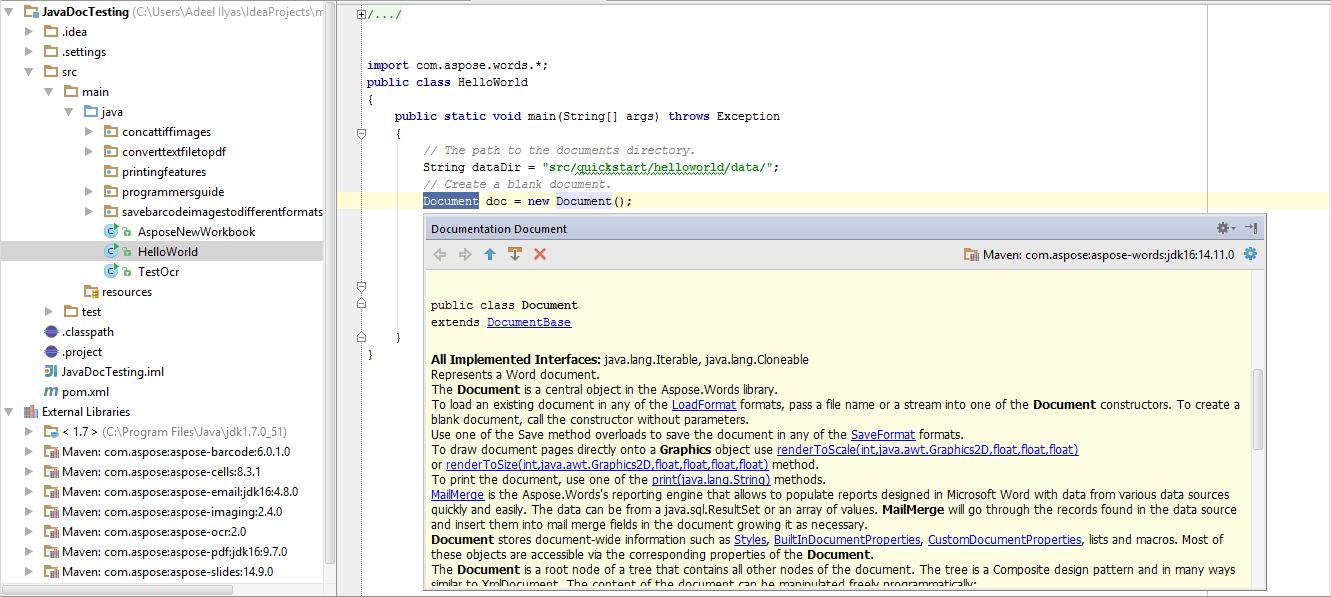 JavaDocTesting (C:\Users\Adeel Ilyas\IdeaProjects\m
.idea
.settings
src
main
java
concattiffimages
converttextfiletopdf
printingfeatures
programmersguide
savebarcodeimagestodifferentformats
AsposeNewWorkbook
HelloWorld
TestOcr
resources
test
.classpath
.project
JavaDocTesting.iml
pom.xml
External Libraries
< 1.7 > (C:\Program Files\Java\jdk1.7.0_51)
Maven: com.aspose:aspose-barcode:6.0.1.0
Maven: com.aspose:aspose-cells:8.3.1
Maven: com.aspose:aspose-email:jdk16:4.8.0
Maven: com.aspose:aspose-imaging:2.4.0
Maven: com.aspose:aspose-ocr:2.0
Maven: com.aspose:aspose-pdf:jdk16:9.7.0
Maven: com.aspose:aspose-slides:14.9.0
/.../
import com.aspose.words.*;
public class HelloWorld
{
public static void main(String[] args) throws Exception
{
// The path to the documents directory.
String dataDir = "src/quickstart/helloworld/data/";
// Create a blank document.
Document doc = new Document();
}
}
Documentation Document
Maven: com.aspose:aspose-words:jdk16:14.11.0
public class Document
extends DocumentBase
All Implemented Interfaces: java.lang.Iterable, java.lang.Cloneable
Represents a Word document.
The Document is a central object in the Aspose.Words library.
To load an existing document in any of the LoadFormat formats, pass a file name or a stream into one of the Document constructors. To create a
blank document, call the constructor without parameters.
Use one of the Save method overloads to save the document in any of the SaveFormat formats.
To draw document pages directly onto a Graphics object use renderToScale(int,java.awt.Graphics2D,float,float,float)
or renderToSize(int,java.awt.Graphics2D,float,float,float,float) method.
To print the document, use one of the print(java.lang.String) methods.
MailMerge is the Aspose.Words's reporting engine that allows to populate reports designed in Microsoft Word with data from various data sources
quickly and easily. The data can be from a java.sql.ResultSet or an array of values. MailMerge will go through the records found in the data source
and insert them into mail merge fields in the document growing it as necessary.
Document stores document-wide information such as Styles, BuiltInDocumentProperties, CustomDocumentProperties, lists and macros. Most of
these objects are accessible via the corresponding properties of the Document.
The Document is a root node of a tree that contains all other nodes of the document. The tree is a Composite design pattern and in many ways
similar to XmlDocument. The content of the document can be manipulated freely programmatically: